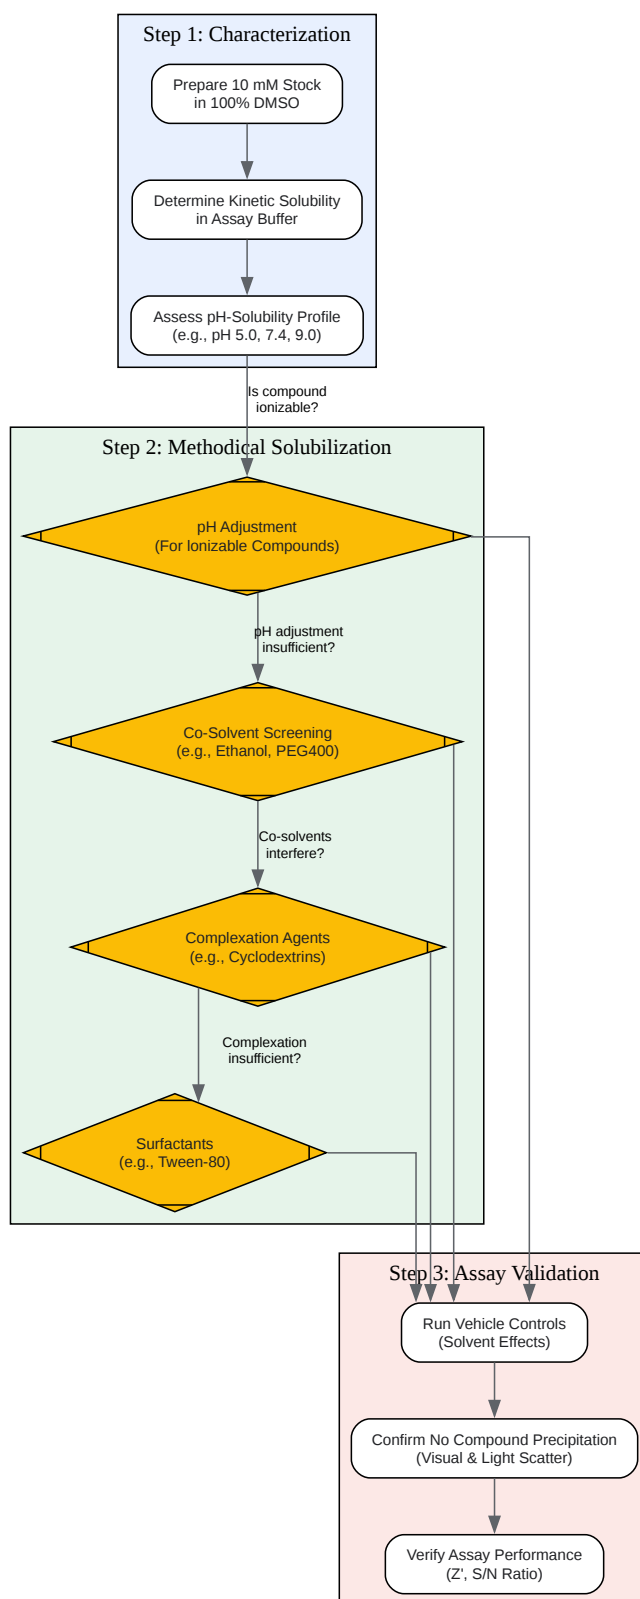 Step 1: Characterization
Prepare 10 mM Stock
in 100% DMSO
Determine Kinetic Solubility
in Assay Buffer
Assess pH-Solubility Profile
(e.g., pH 5.0, 7.4, 9.0)
Is compound
ionizable?
Step 2: Methodical Solubilization
pH Adjustment
(For Ionizable Compounds)
pH adjustment
insufficient?
Co-Solvent Screening
(e.g., Ethanol, PEG400)
Co-solvents
interfere?
Complexation Agents
(e.g., Cyclodextrins)
Complexation
insufficient?
Surfactants
(e.g., Tween-80)
Step 3: Assay Validation
Run Vehicle Controls
(Solvent Effects)
Confirm No Compound Precipitation
(Visual & Light Scatter)
Verify Assay Performance
(Z', S/N Ratio)